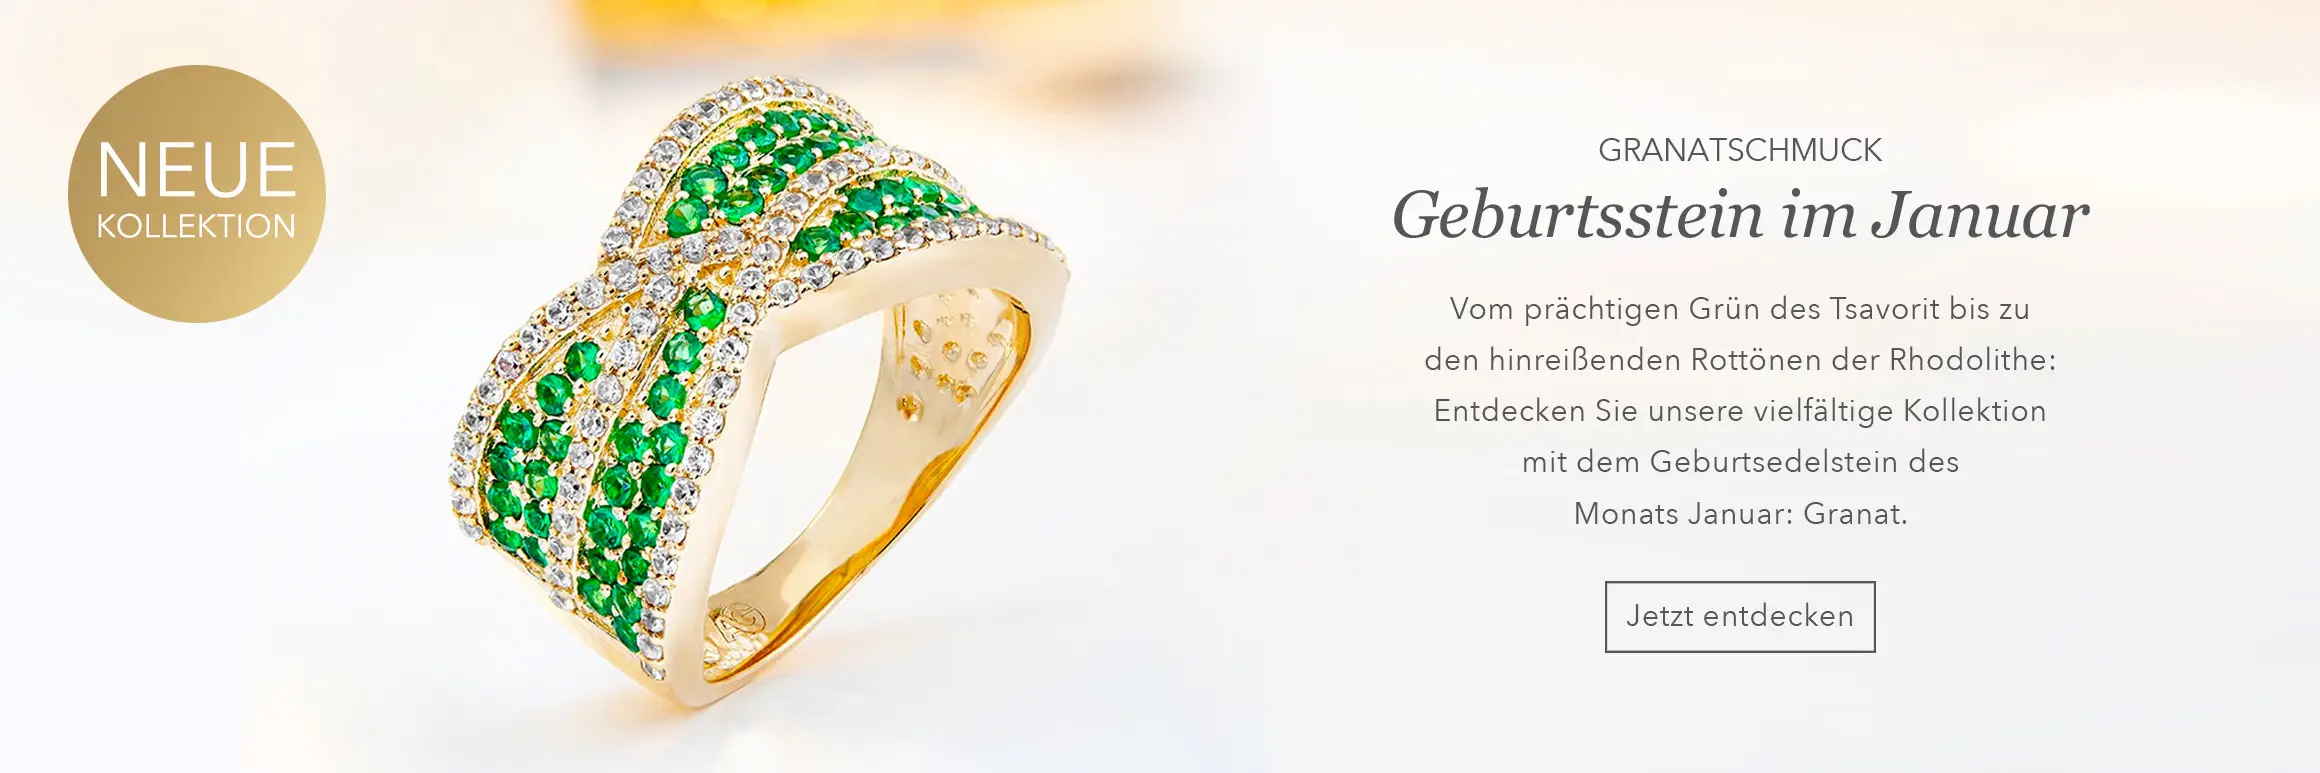 NEUE
KOLLEKTION
GRANATSCHMUCK
Geburtsstein im Januar
Vom prächtigen Grün des Tsavorit bis zu
den hinreißenden Rottönen der Rhodolithe:
Entdecken Sie unsere vielfältige Kollektion
mit dem Geburtsedelstein des
Monats Januar: Granat.
Jetzt entdecken
AC